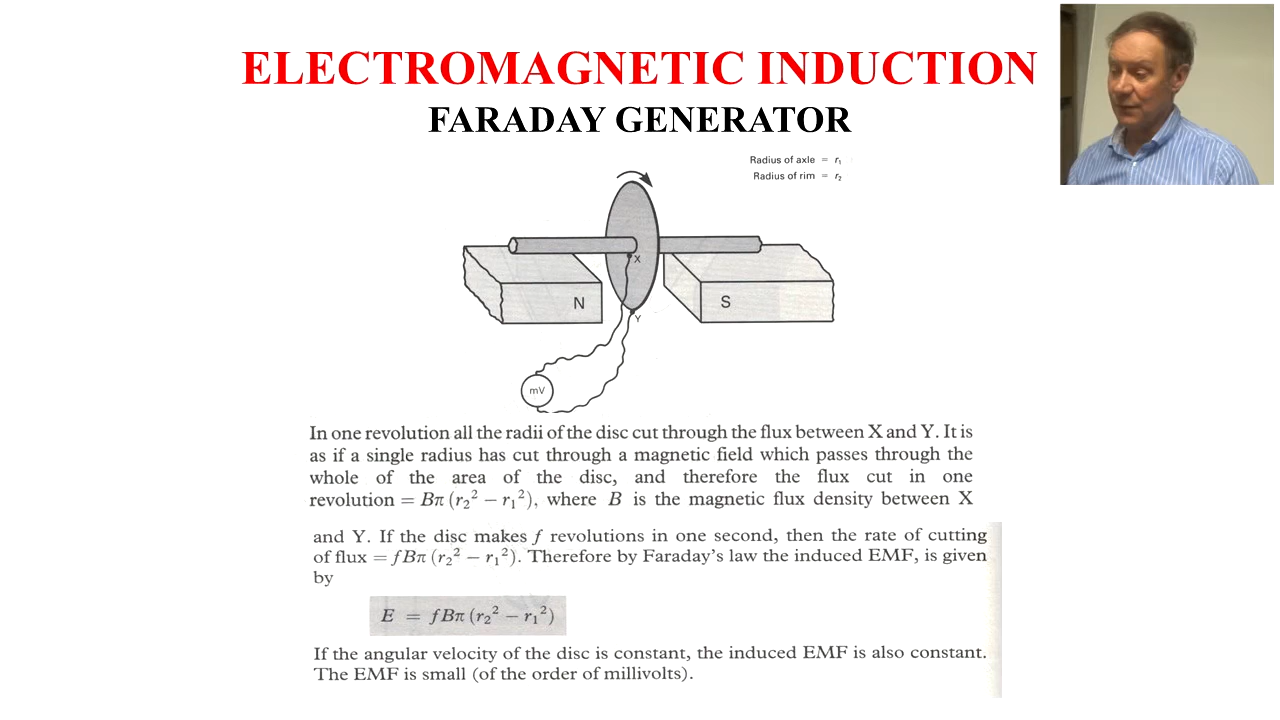 ELECTROMAGNETIC INDUCTION
FARADAY GENERATOR
Radius of axle = r₁
Radius of rim = r₂
X
N
S
Y
mV
In one revolution all the radii of the disc cut through the flux between X and Y. It is
as if a single radius has cut through a magnetic field which passes through the
whole of the area of the disc, and therefore the flux cut in one
revolution = Bπ (r₂² − r₁²), where B is the magnetic flux density between X
and Y. If the disc makes f revolutions in one second, then the rate of cutting
of flux = fBπ (r₂² − r₁²). Therefore by Faraday's law the induced EMF, is given
by
E = fBπ (r₂² − r₁²)
If the angular velocity of the disc is constant, the induced EMF is also constant.
The EMF is small (of the order of millivolts).